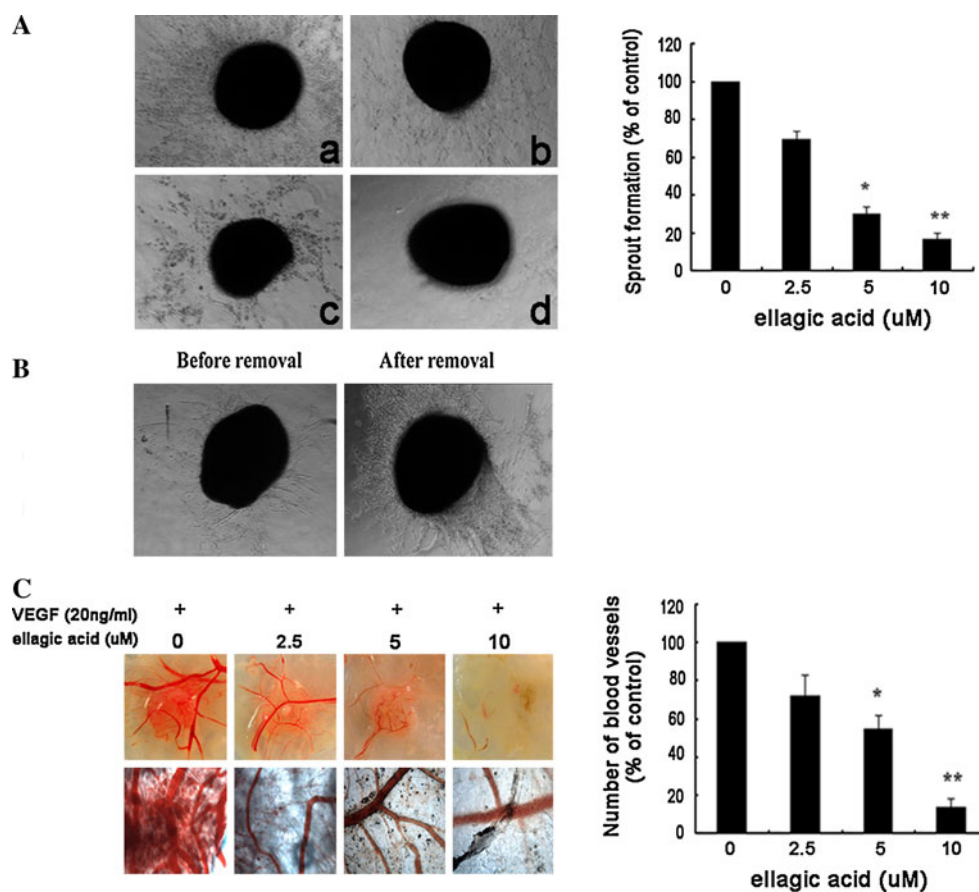 A
a
b
c
d
Sprout formation (% of control)
120
100
80
60
40
20
0
*
**
0 2.5 5 10
ellagic acid (uM)
B
Before removal After removal
C
VEGF (20ng/ml) + + + +
ellagic acid (uM) 0 2.5 5 10
Number of blood vessels
(% of control)
120
100
80
60
40
20
0
*
**
0 2.5 5 10
ellagic acid (uM)